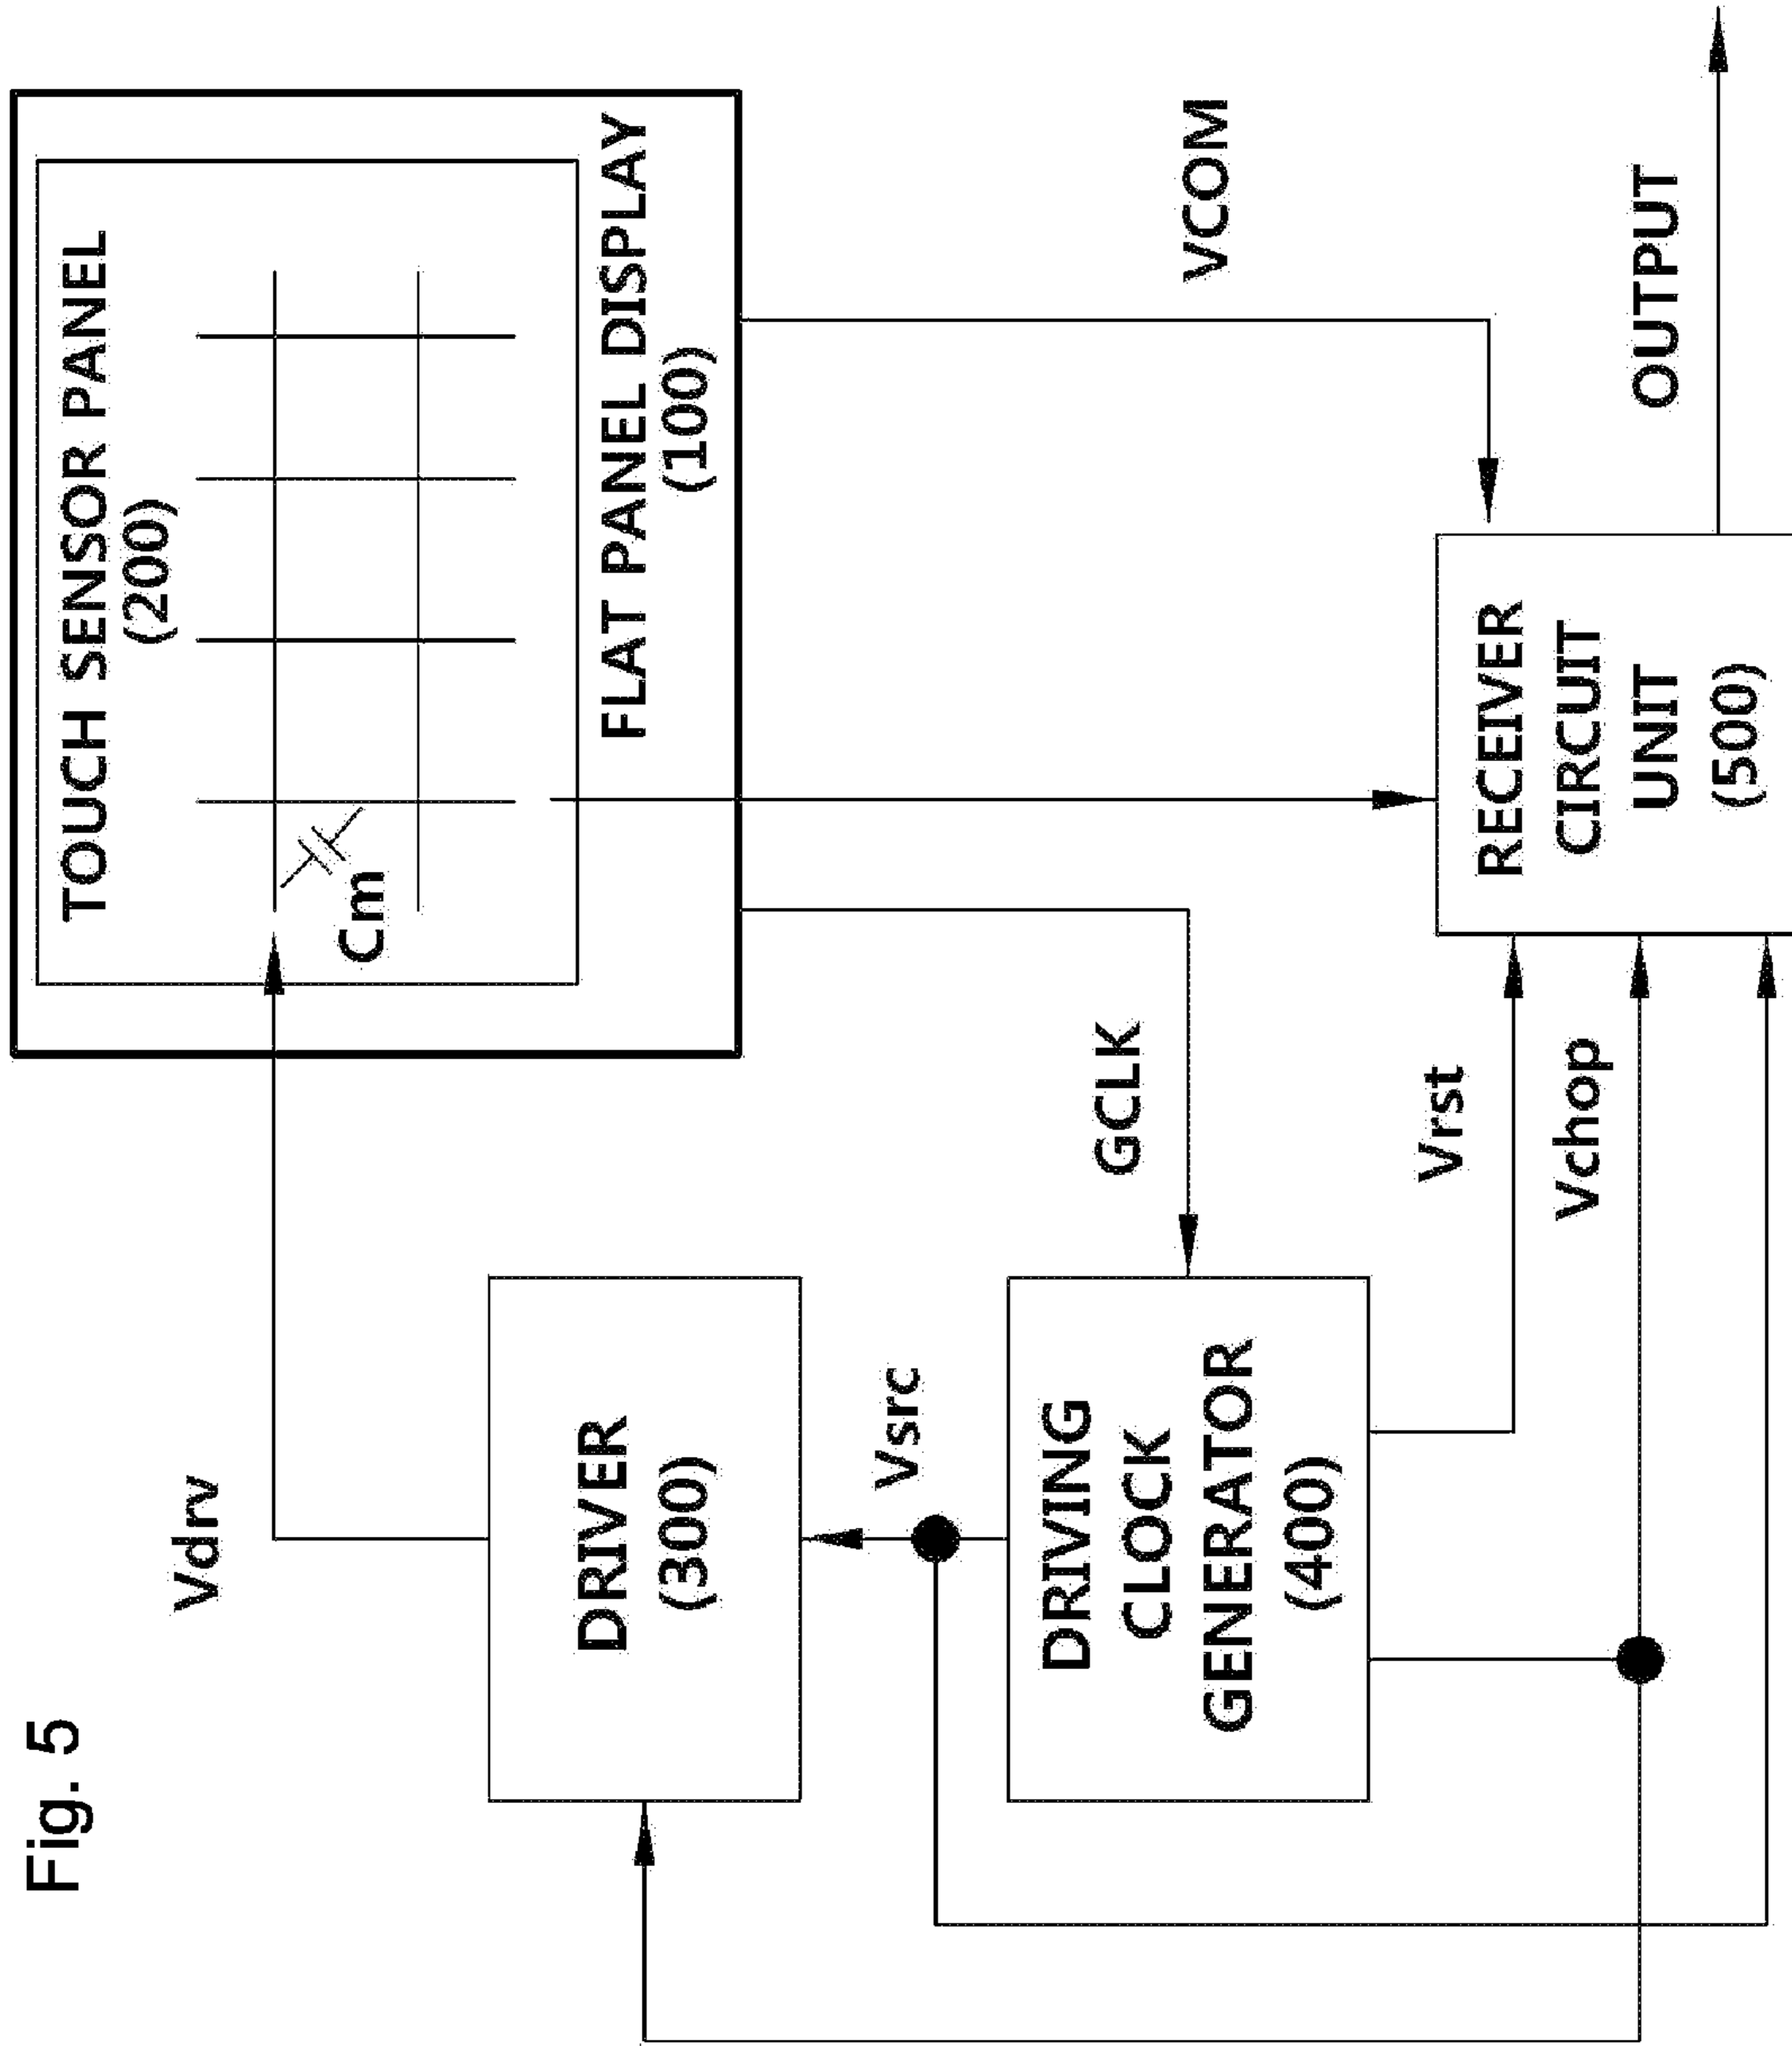 Fig. 5
Vdrv
TOUCH SENSOR PANEL
(200)
Cm
FLAT PANEL DISPLAY
(100)
DRIVER
(300)
Vsrc
GCLK
VCOM
DRIVING
CLOCK
GENERATOR
(400)
Vrst
Vchop
RECEIVER
CIRCUIT
UNIT
(500)
OUTPUT